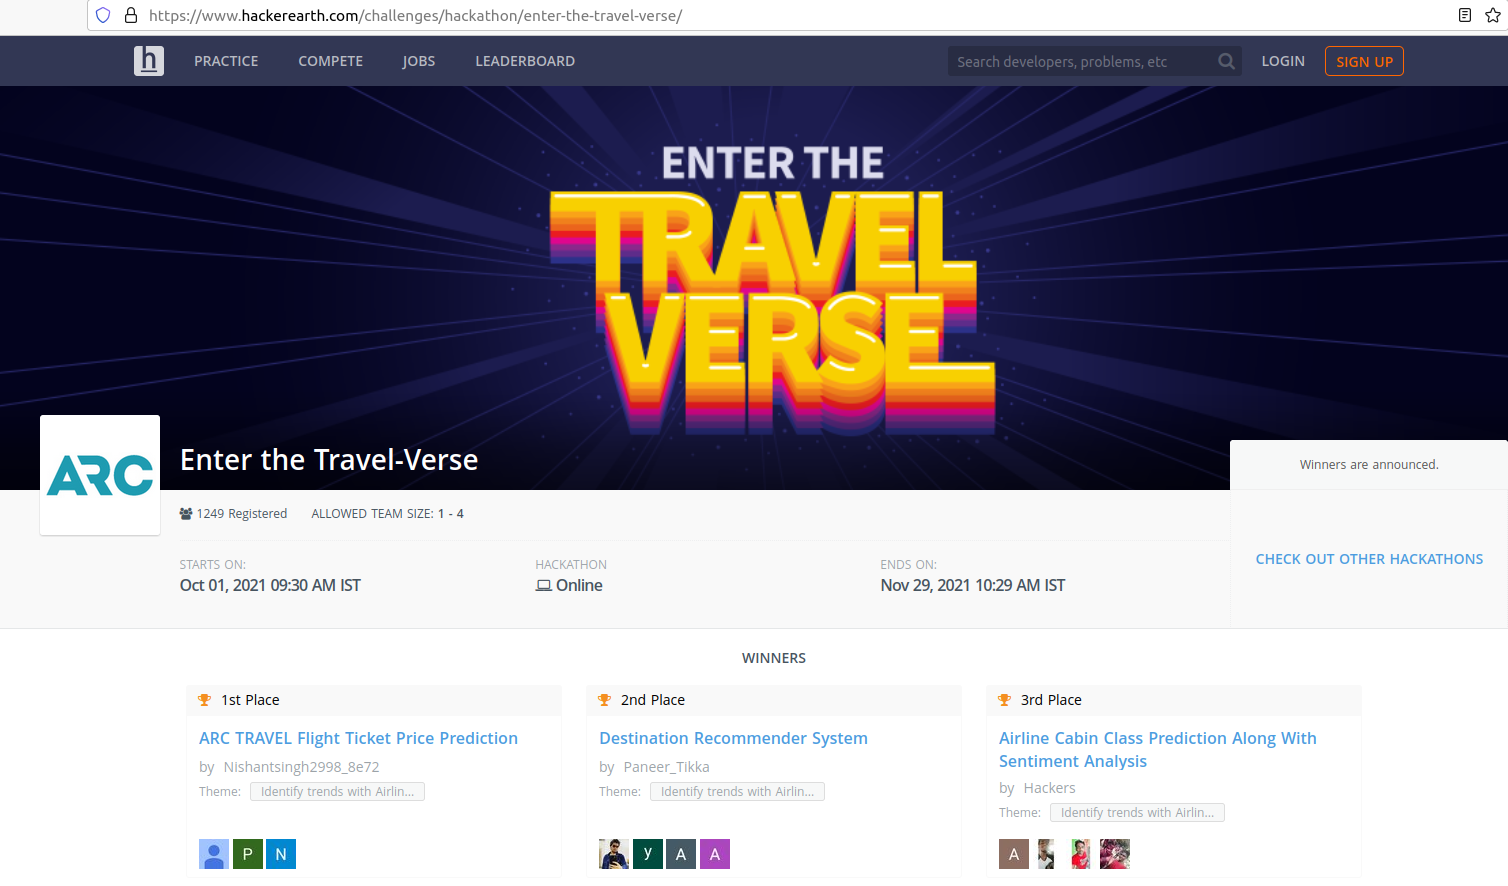 https://www.hackerearth.com/challenges/hackathon/enter-the-travel-verse/
h PRACTICE COMPETE JOBS LEADERBOARD Search developers, problems, etc LOGIN SIGN UP
ENTER THE
TRAVEL
VERSE
ARC
Enter the Travel-Verse
Winners are announced.
1249 Registered ALLOWED TEAM SIZE: 1 - 4
CHECK OUT OTHER HACKATHONS
STARTS ON: HACKATHON ENDS ON:
Oct 01, 2021 09:30 AM IST Online Nov 29, 2021 10:29 AM IST
WINNERS
1st Place
ARC TRAVEL Flight Ticket Price Prediction
by Nishantsingh2998_8e72
Theme: Identify trends with Airlin...
P N
2nd Place
Destination Recommender System
by Paneer_Tikka
Theme: Identify trends with Airlin...
y A A
3rd Place
Airline Cabin Class Prediction Along With
Sentiment Analysis
by Hackers
Theme: Identify trends with Airlin...
A